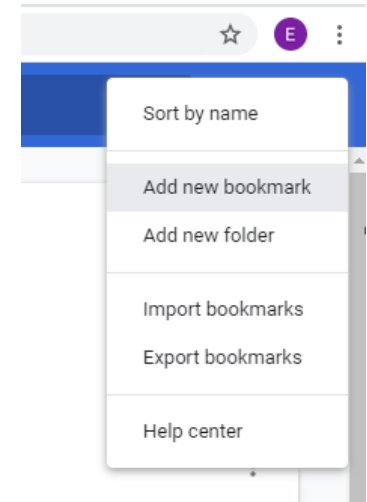 E
Sort by name
Add new bookmark
Add new folder
Import bookmarks
Export bookmarks
Help center